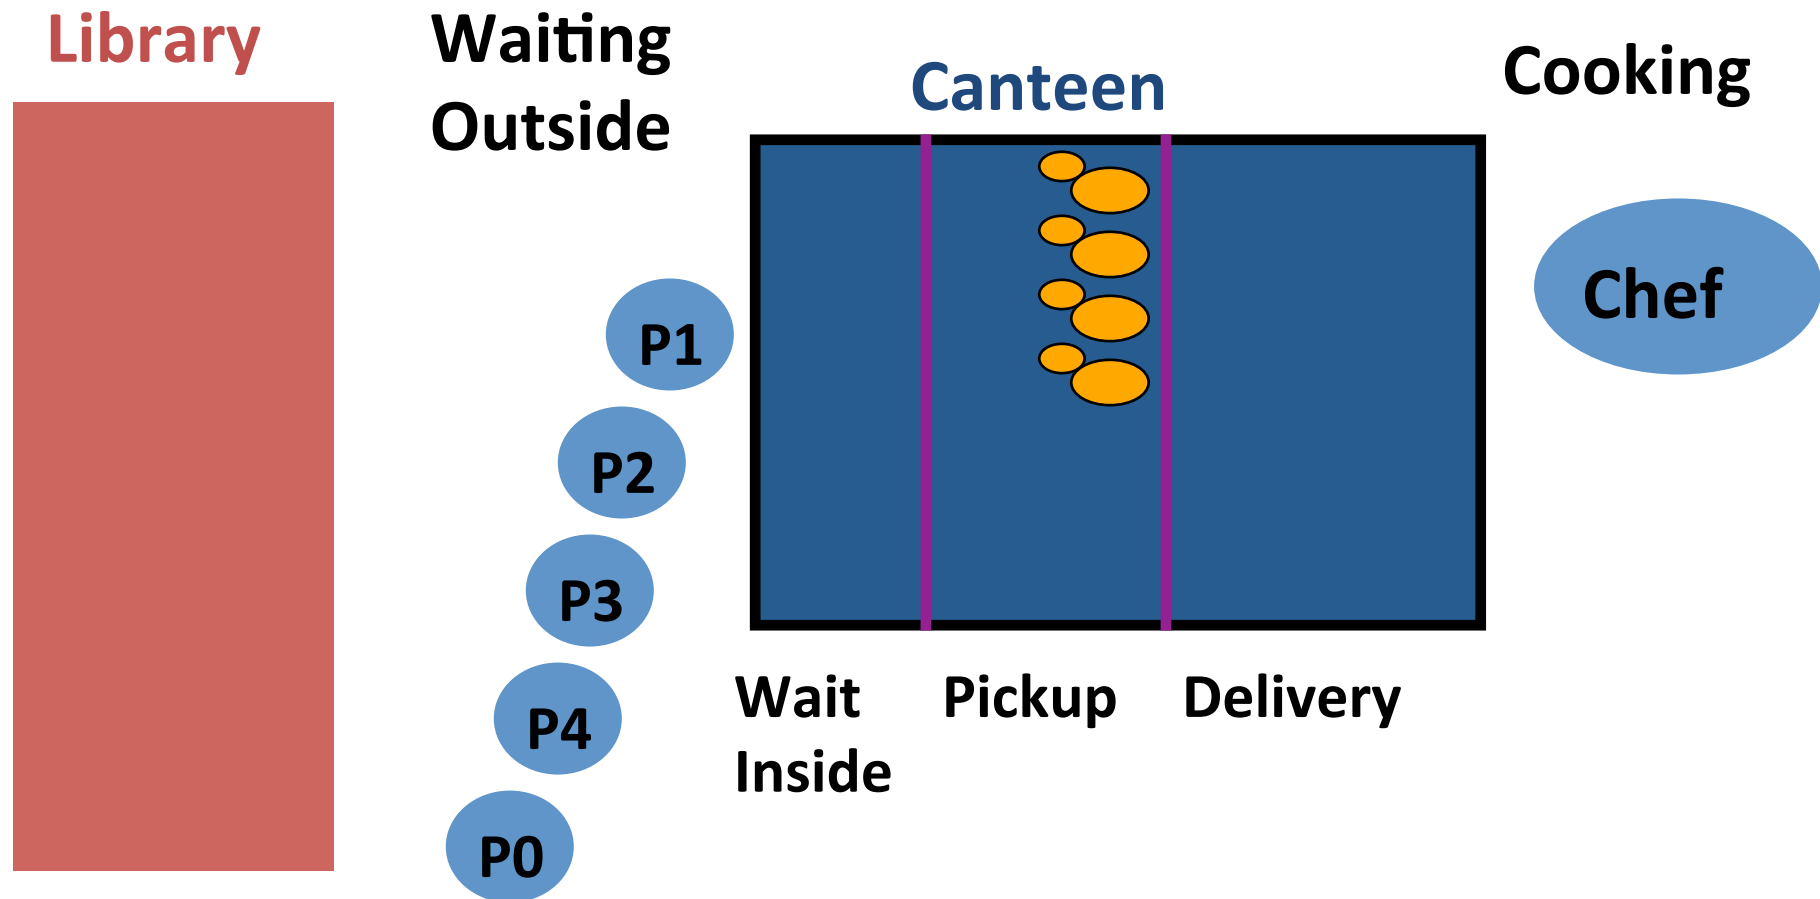 Library
Waiting
Outside
Canteen
Cooking
Chef
P1
P2
P3
P4
P0
Wait
Inside
Pickup
Delivery